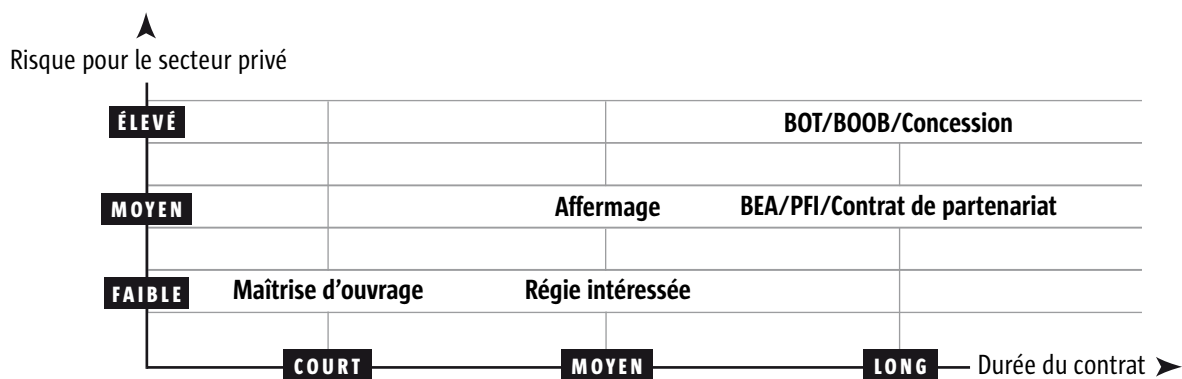 Risque pour le secteur privé
ÉLEVÉ
BOT/BOOB/Concession
MOYEN
Affermage
BEA/PFI/Contrat de partenariat
FAIBLE
Maîtrise d'ouvrage
Régie intéressée
COURT
MOYEN
LONG
Durée du contrat